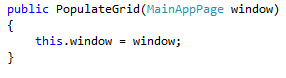 public PopulateGrid(MainAppPage window)
{
    this.window = window;
}